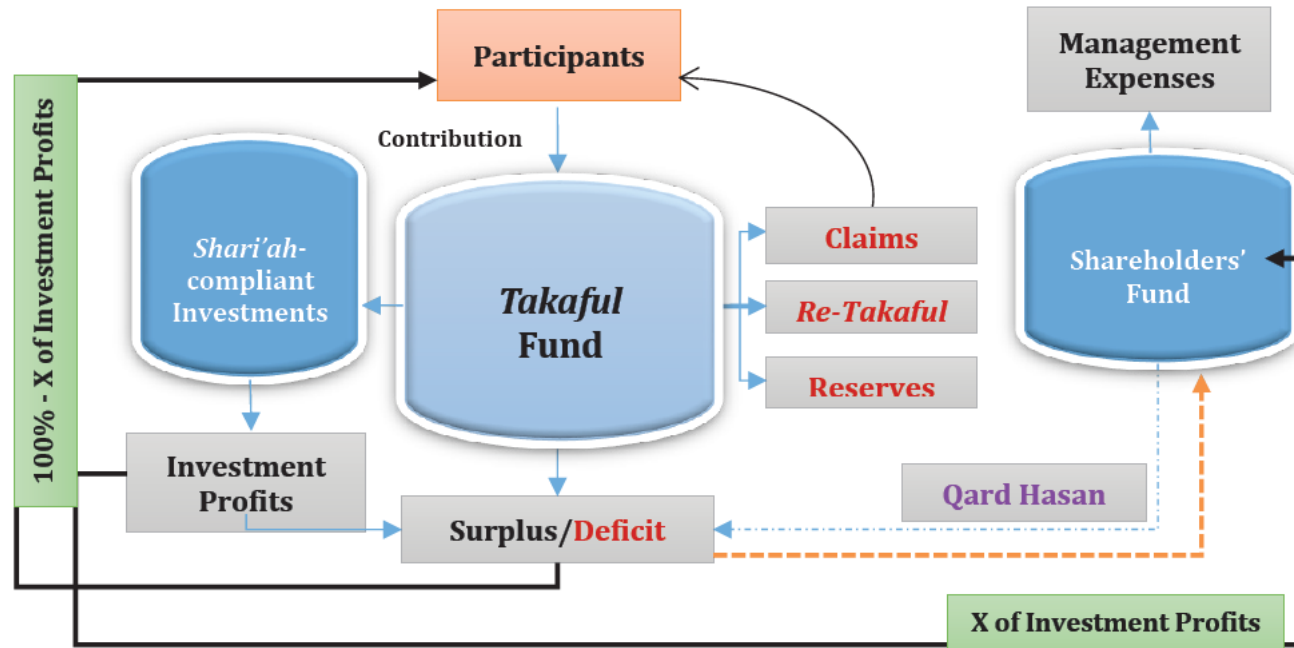 Participants
Management
Expenses
100% - X of Investment Profits
Contribution
Shari’ah-
compliant
Investments
Takaful
Fund
Claims
Re-Takaful
Reserves
Shareholders’
Fund
Investment
Profits
Qard Hasan
Surplus/Deficit
X of Investment Profits